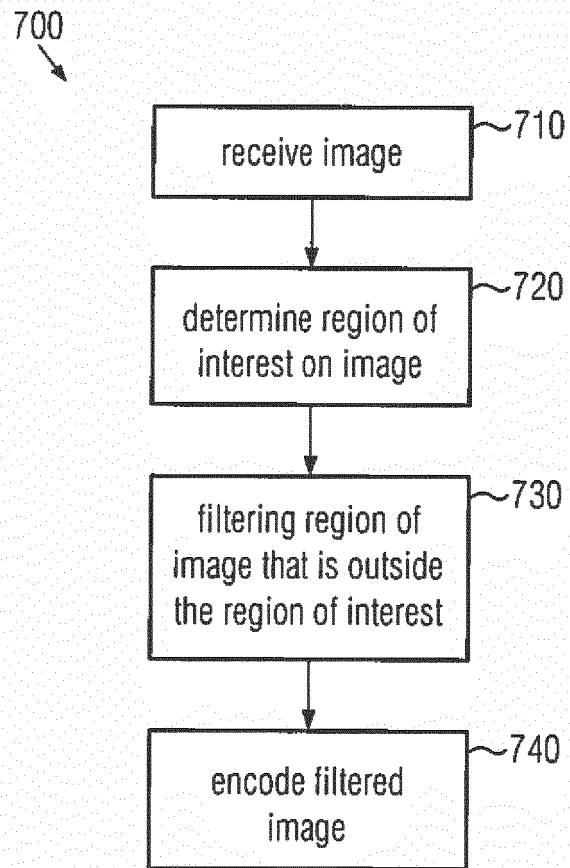 700
receive image
710
determine region of
interest on image
720
filtering region of
image that is outside
the region of interest
730
encode filtered
image
740